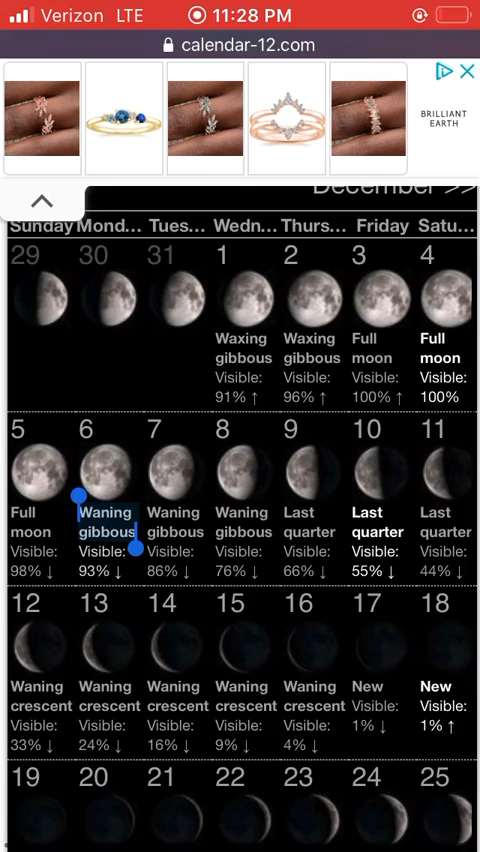 Verizon LTE 11:28 PM
calendar-12.com
BRILLIANT
EARTH
December >>
Sunday Mond... Tues... Wedn... Thurs... Friday Satu...
29 30 31 1 2 3 4
Waxing Waxing Full Full
gibbous gibbous moon moon
Visible: Visible: Visible: Visible:
91% ↑ 96% ↑ 100% ↑ 100%
5 6 7 8 9 10 11
Full Waning Waning Waning Last Last Last
moon gibbous gibbous gibbous quarter quarter quarter
Visible: Visible: Visible: Visible: Visible: Visible: Visible:
98% ↓ 93% ↓ 86% ↓ 76% ↓ 66% ↓ 55% ↓ 44% ↓
12 13 14 15 16 17 18
Waning Waning Waning Waning Waning New New
crescent crescent crescent crescent crescent Visible: Visible:
Visible: Visible: Visible: Visible: Visible: 1% ↓ 1% ↑
33% ↓ 24% ↓ 16% ↓ 9% ↓ 4% ↓
19 20 21 22 23 24 25